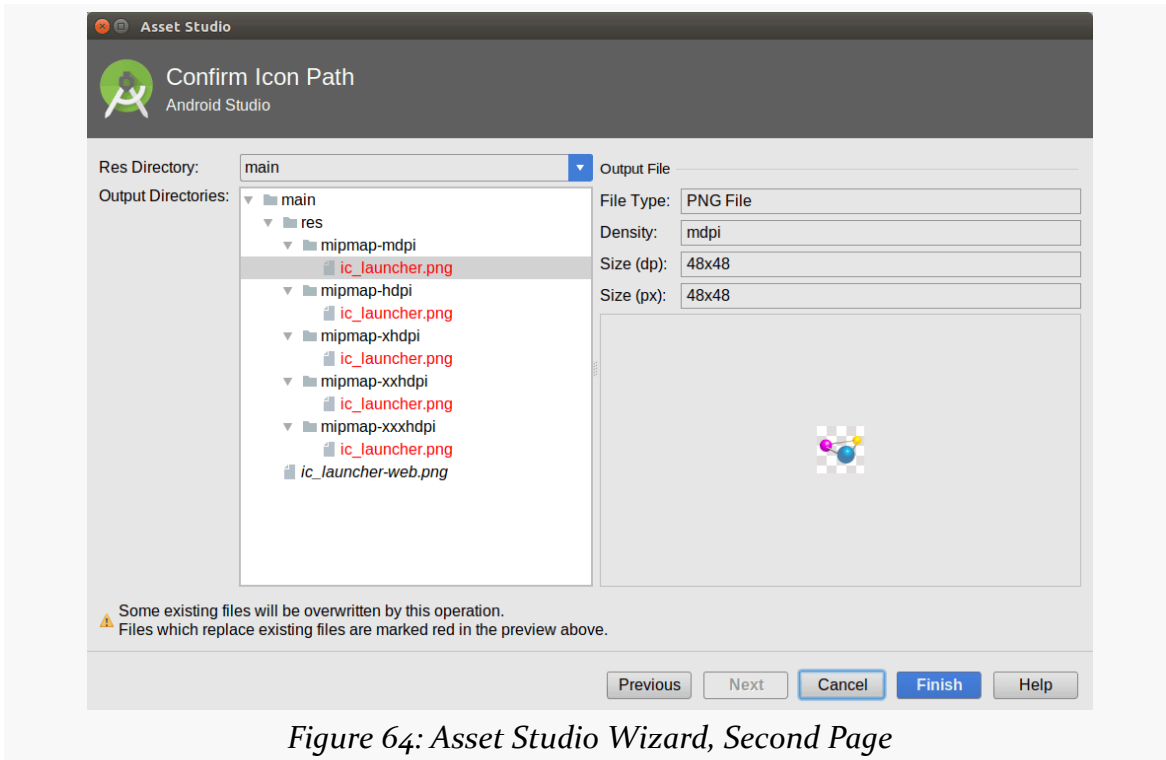 Asset Studio
Confirm Icon Path
Android Studio
Res Directory:
main
Output Directories:
main
res
mipmap-mdpi
ic_launcher.png
mipmap-hdpi
ic_launcher.png
mipmap-xhdpi
ic_launcher.png
mipmap-xxhdpi
ic_launcher.png
mipmap-xxxhdpi
ic_launcher.png
ic_launcher-web.png
Output File
File Type: PNG File
Density: mdpi
Size (dp): 48x48
Size (px): 48x48
Some existing files will be overwritten by this operation.
Files which replace existing files are marked red in the preview above.
Previous Next Cancel Finish Help
Figure 64: Asset Studio Wizard, Second Page